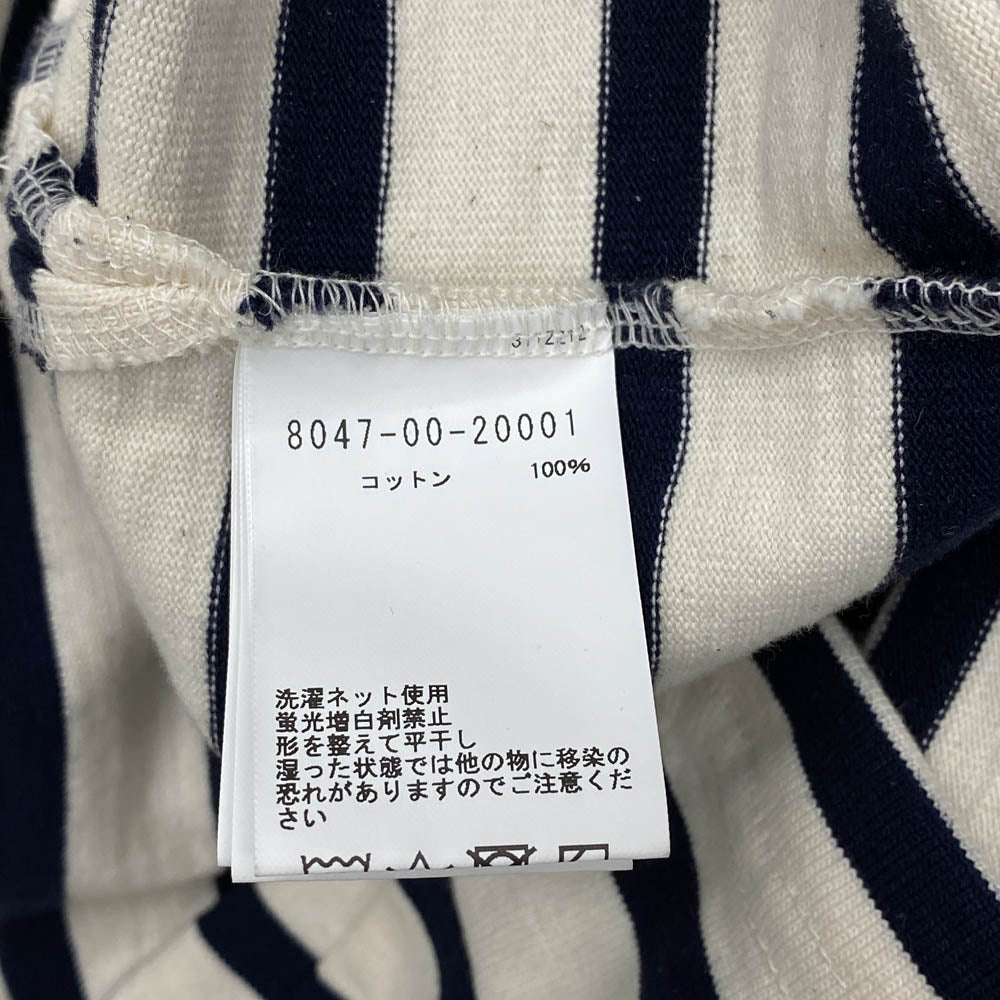 8047-00-20001
コットン 100%
洗濯ネット使用
蛍光増白剤禁止
形を整えて平干し
湿った状態では他の物に移染の
恐れがありますのでご注意くだ
さい